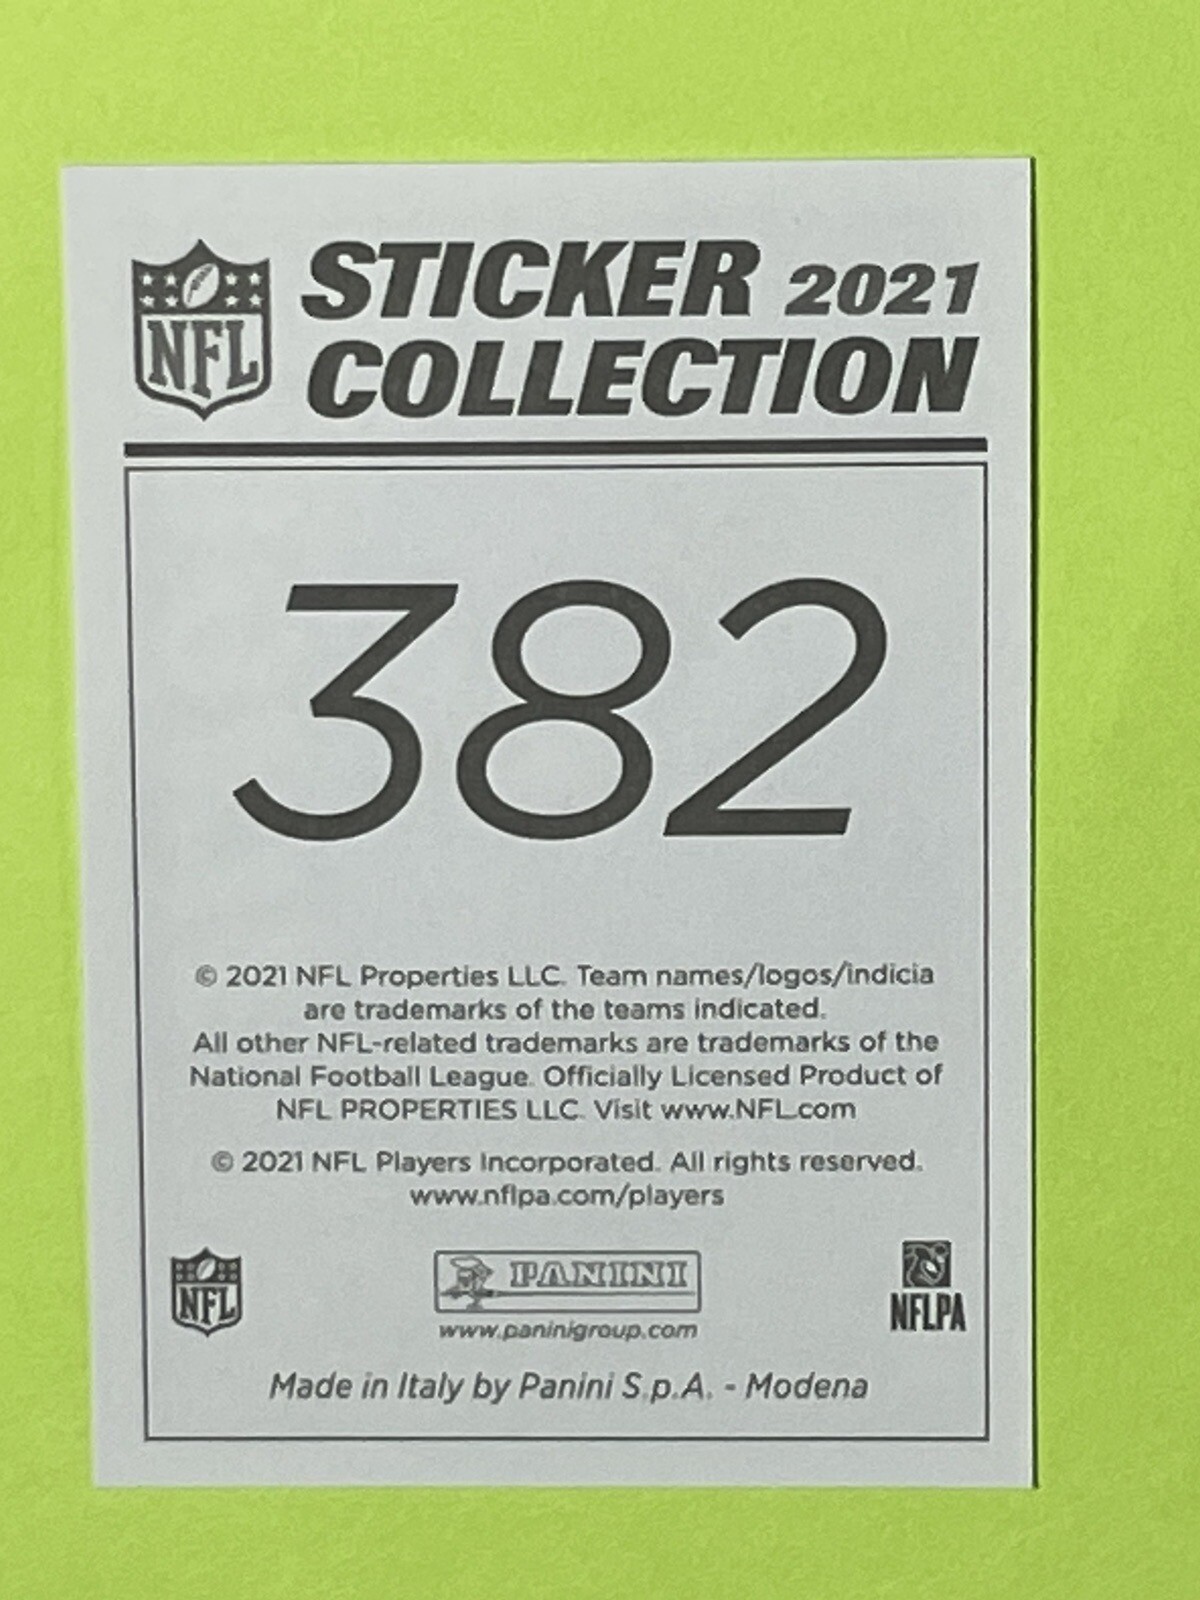 NFL
STICKER 2021
COLLECTION
382
© 2021 NFL Properties LLC. Team names/logos/indicia
are trademarks of the teams indicated.
All other NFL-related trademarks are trademarks of the
National Football League. Officially Licensed Product of
NFL PROPERTIES LLC. Visit www.NFL.com
© 2021 NFL Players Incorporated. All rights reserved.
www.nflpa.com/players
NFL
PANINI
www.paninigroup.com
NFLPA
Made in Italy by Panini S.p.A. - Modena